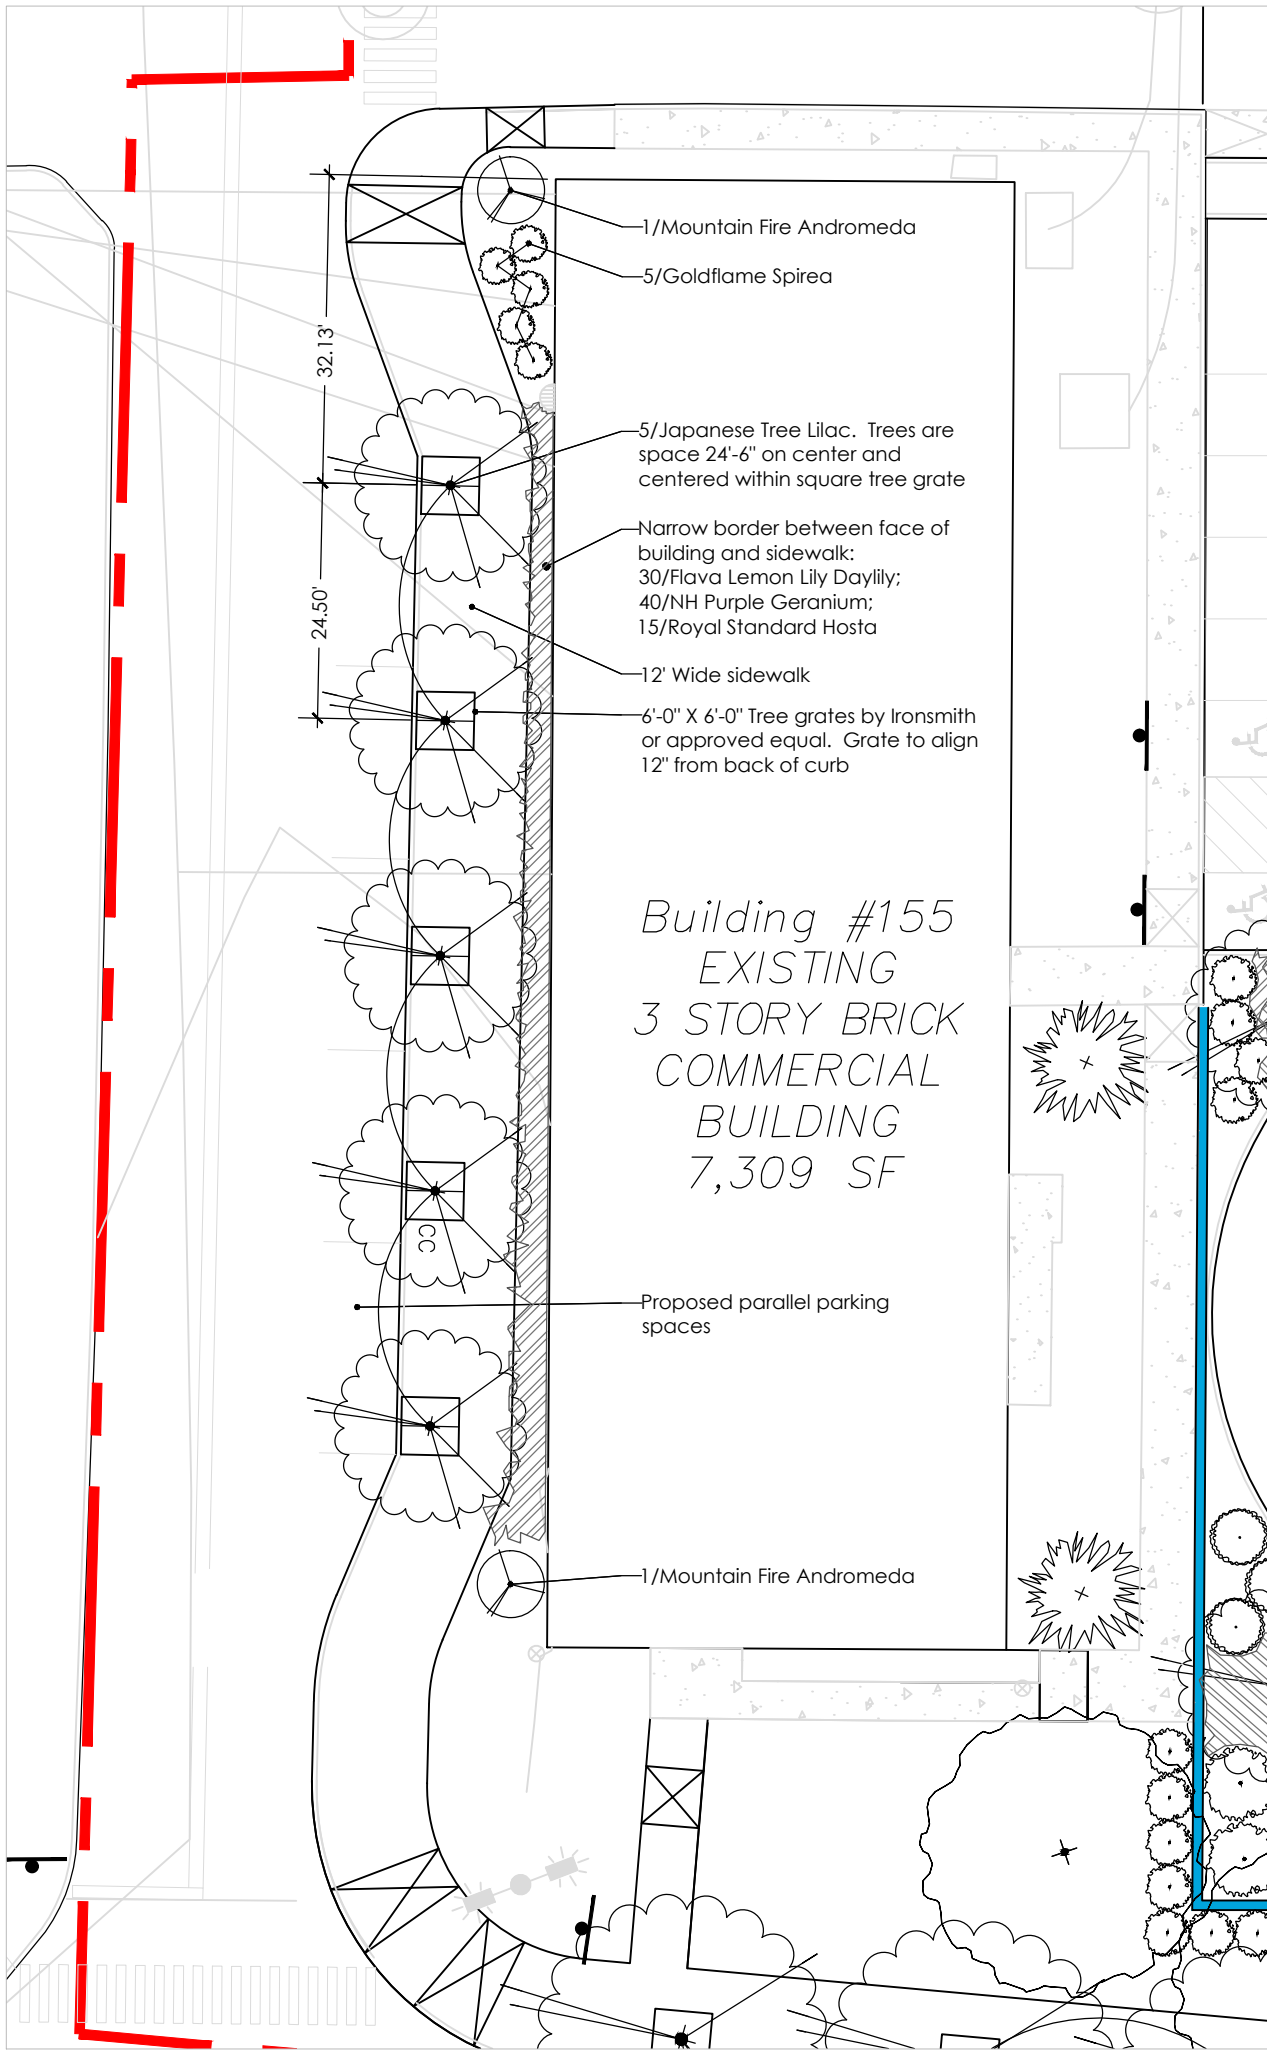 1/Mountain Fire Andromeda
5/Goldflame Spirea
32.13'
5/Japanese Tree Lilac. Trees are
space 24'-6" on center and
centered within square tree grate
Narrow border between face of
building and sidewalk:
30/Flava Lemon Lily Daylily;
40/NH Purple Geranium;
15/Royal Standard Hosta
24.50'
12' Wide sidewalk
6'-0" X 6'-0" Tree grates by Ironsmith
or approved equal. Grate to align
12" from back of curb
Building #155
EXISTING
3 STORY BRICK
COMMERCIAL
BUILDING
7,309 SF
CC
Proposed parallel parking
spaces
1/Mountain Fire Andromeda